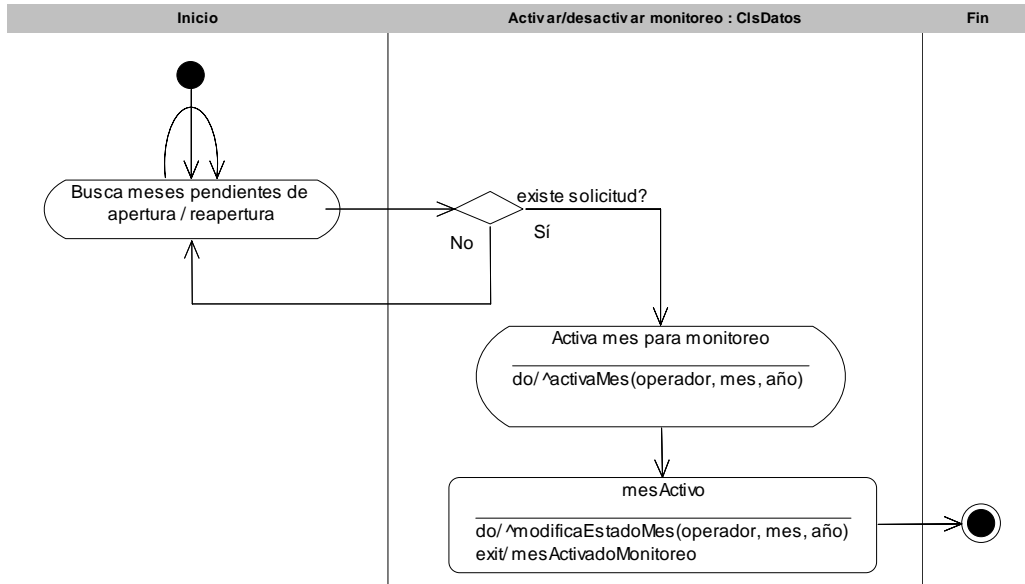 Inicio
Activar/desactivar monitoreo : ClsDatos
Fin
Busca meses pendientes de
apertura / reapertura
existe solicitud?
No
Sí
Activa mes para monitoreo
do/ ^activaMes(operador, mes, año)
mesActivo
do/ ^modificaEstadoMes(operador, mes, año)
exit/ mesActivadoMonitoreo